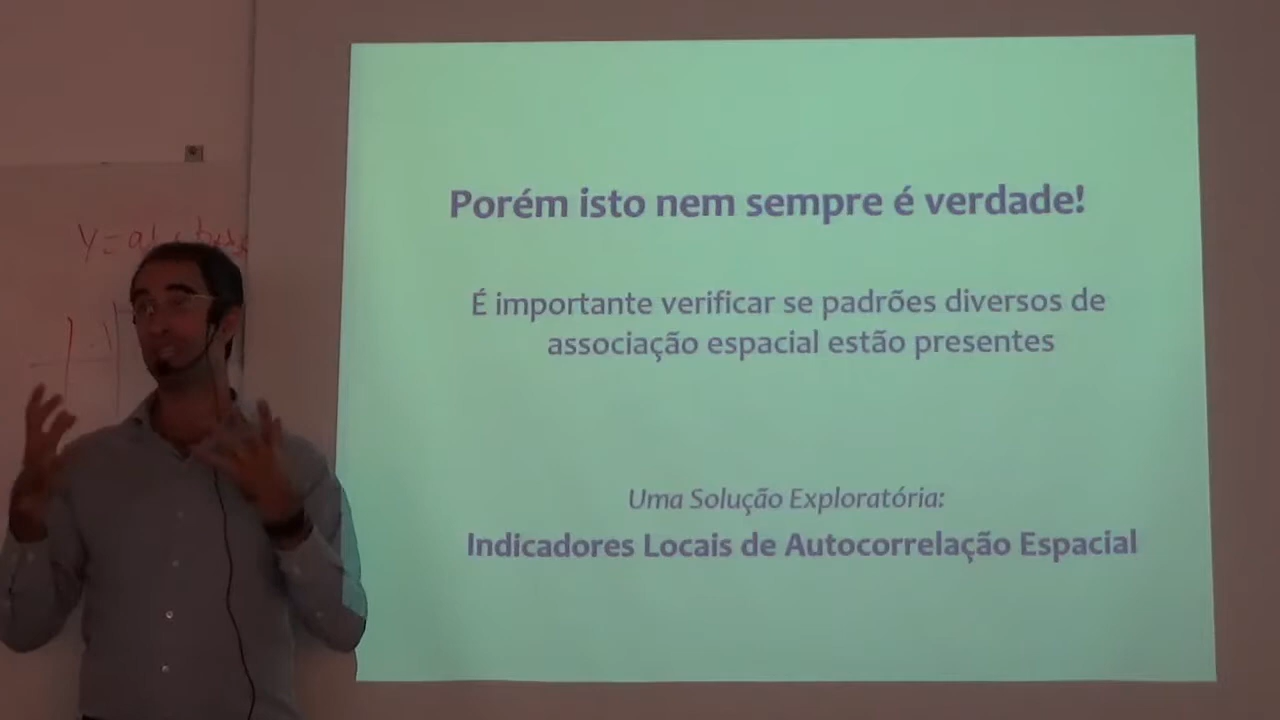 Porém isto nem sempre é verdade!
É importante verificar se padrões diversos de
associação espacial estão presentes
Uma Solução Exploratória:
Indicadores Locais de Autocorrelação Espacial